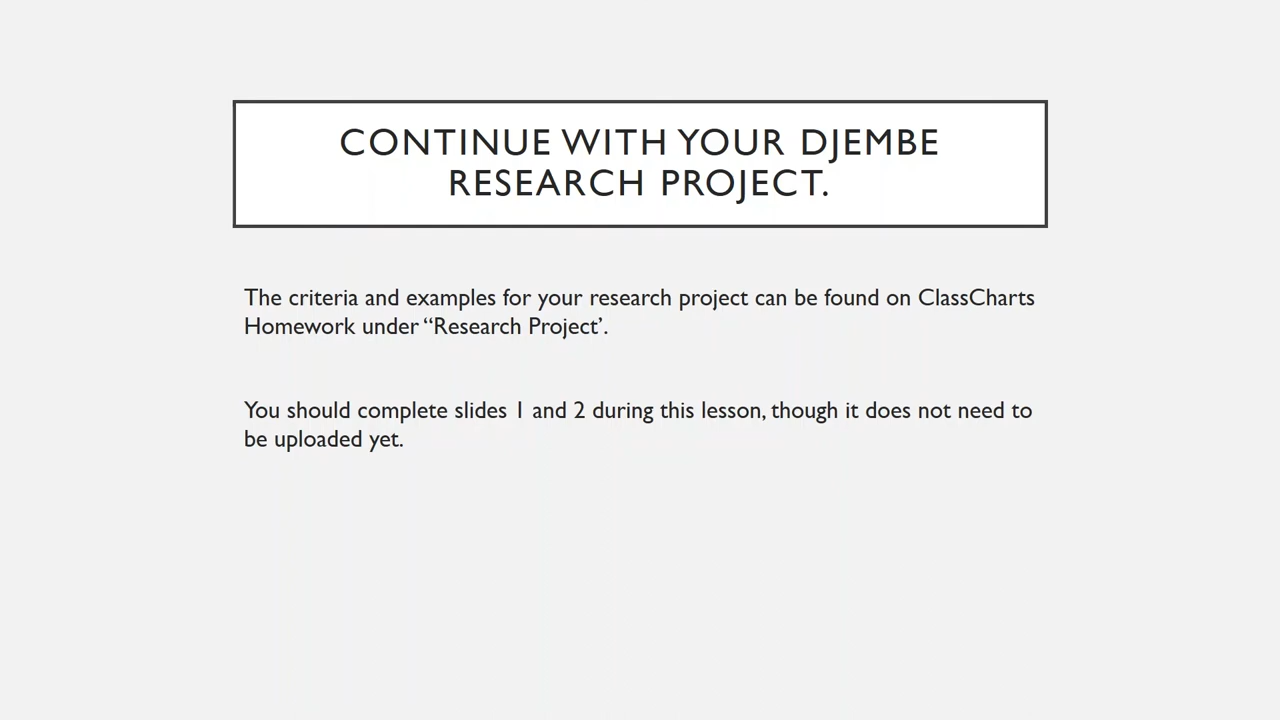 CONTINUE WITH YOUR DJEMBE
RESEARCH PROJECT.
The criteria and examples for your research project can be found on ClassCharts
Homework under “Research Project’.
You should complete slides 1 and 2 during this lesson, though it does not need to
be uploaded yet.